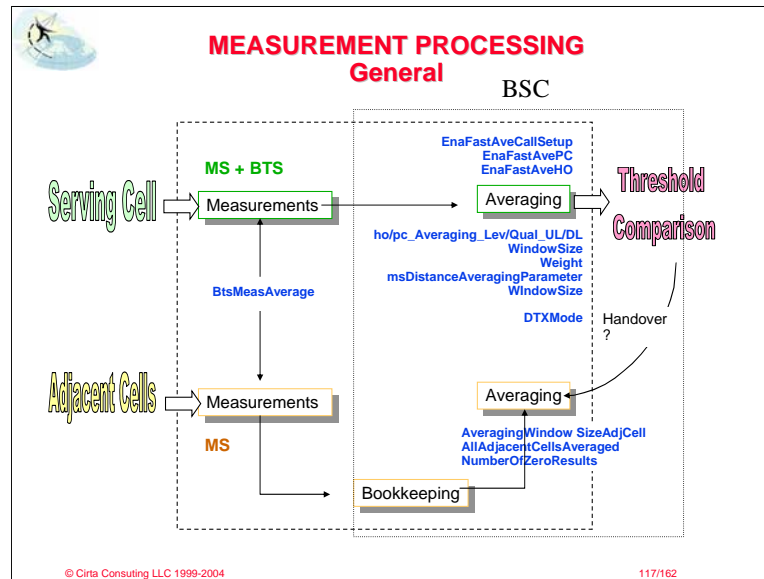 MEASUREMENT PROCESSING
General
BSC
EnaFastAveCallSetup
EnaFastAvePC
EnaFastAveHO
MS + BTS
Serving Cell
Measurements
Averaging
Threshold
Comparison
ho/pc_Averaging_Lev/Qual_UL/DL
WindowSize
Weight
msDistanceAveragingParameter
WIndowSize
BtsMeasAverage
DTXMode
Handover
?
Adjacent Cells
Measurements
Averaging
MS
AveragingWindow SizeAdjCell
AllAdjacentCellsAveraged
NumberOfZeroResults
Bookkeeping
© Cirta Consuting LLC 1999-2004
117/162